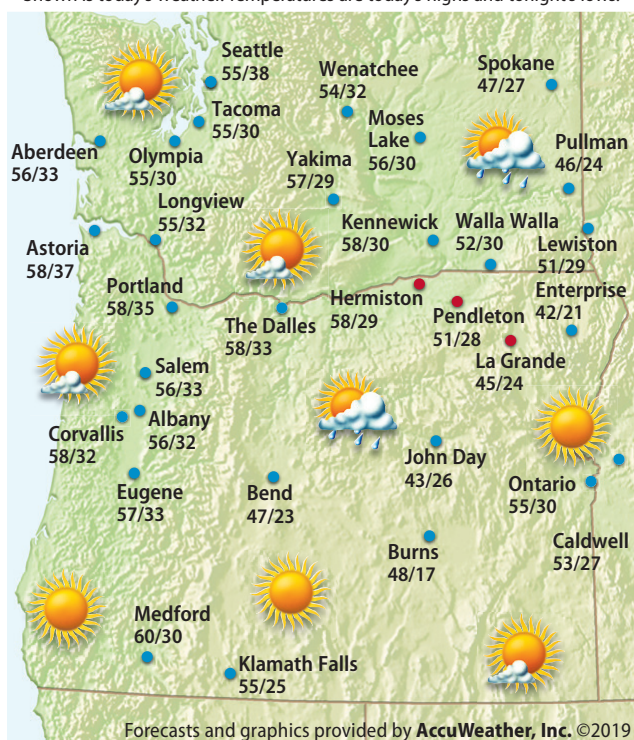 Shown is today's weather. Temperatures are today's highs and tonight's lows.
Seattle
55/38
Wenatchee
54/32
Spokane
47/27
Tacoma
55/30
Moses
Lake
56/30
Pullman
46/24
Aberdeen
56/33
Olympia
55/30
Yakima
57/29
Longview
55/32
Kennewick
58/30
Walla Walla
52/30
Lewiston
51/29
Astoria
58/37
Portland
58/35
The Dalles
58/33
Hermiston
58/29
Pendleton
51/28
Enterprise
42/21
La Grande
45/24
Salem
56/33
Albany
56/32
Corvallis
58/32
John Day
43/26
Ontario
55/30
Eugene
57/33
Bend
47/23
Burns
48/17
Caldwell
53/27
Medford
60/30
Klamath Falls
55/25
Forecasts and graphics provided by AccuWeather, Inc. ©2019